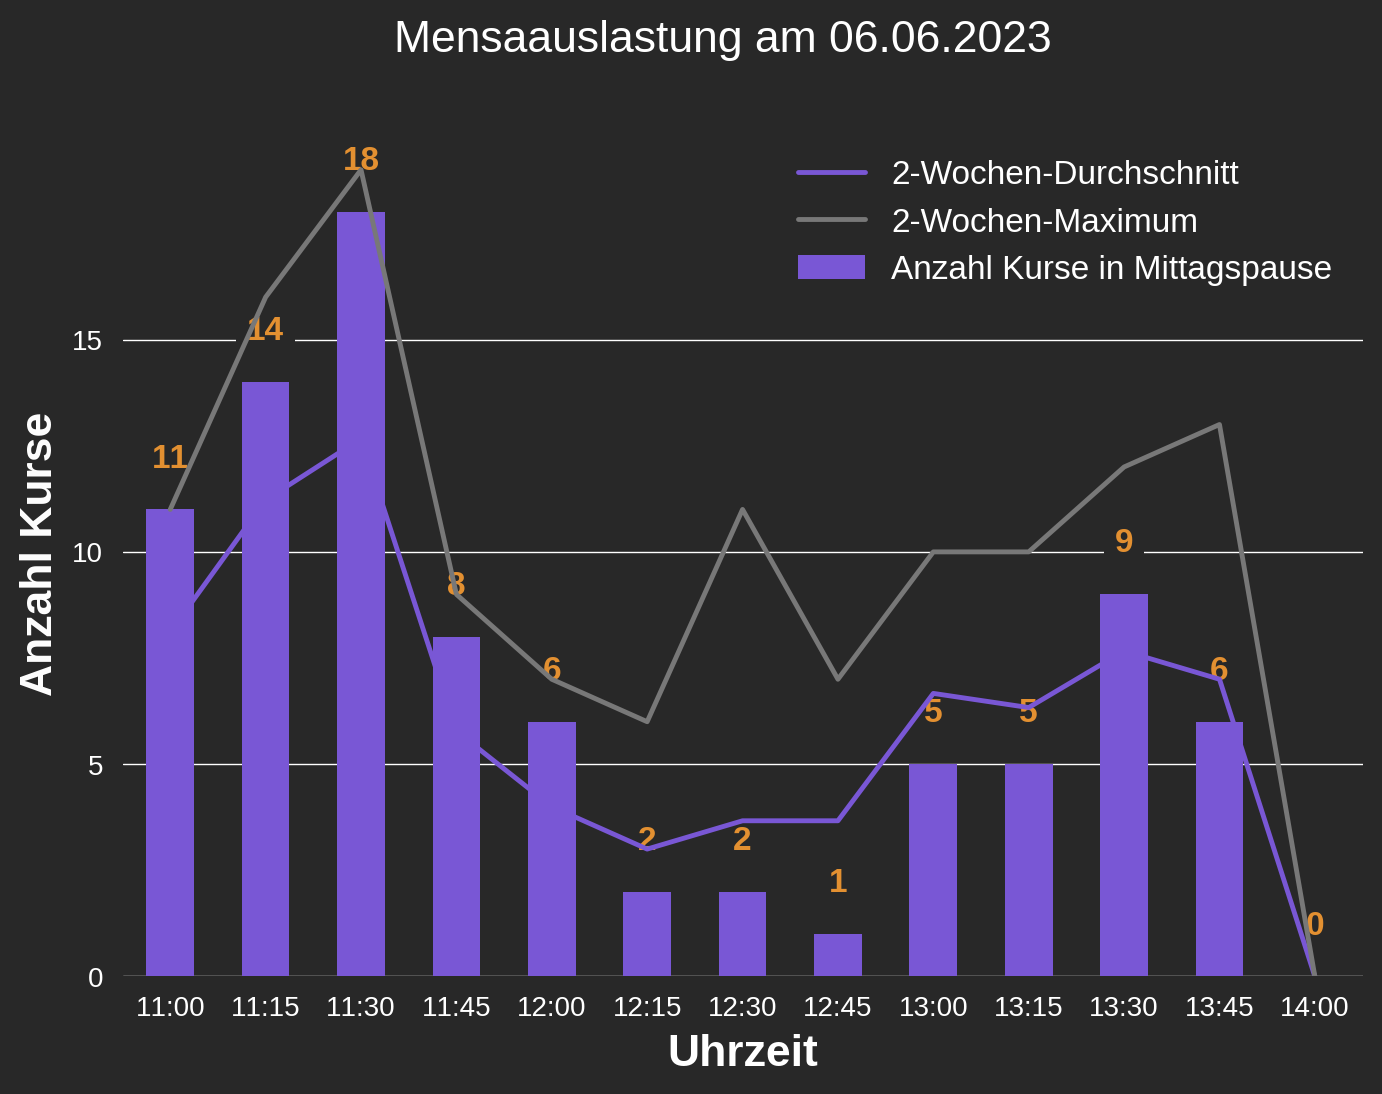 Mensaauslastung am 06.06.2023
2-Wochen-Durchschnitt
2-Wochen-Maximum
Anzahl Kurse in Mittagspause
18
14
11
8
6
2
2
1
5
5
9
6
0
15
10
5
0
Anzahl Kurse
11:00 11:15 11:30 11:45 12:00 12:15 12:30 12:45 13:00 13:15 13:30 13:45 14:00
Uhrzeit